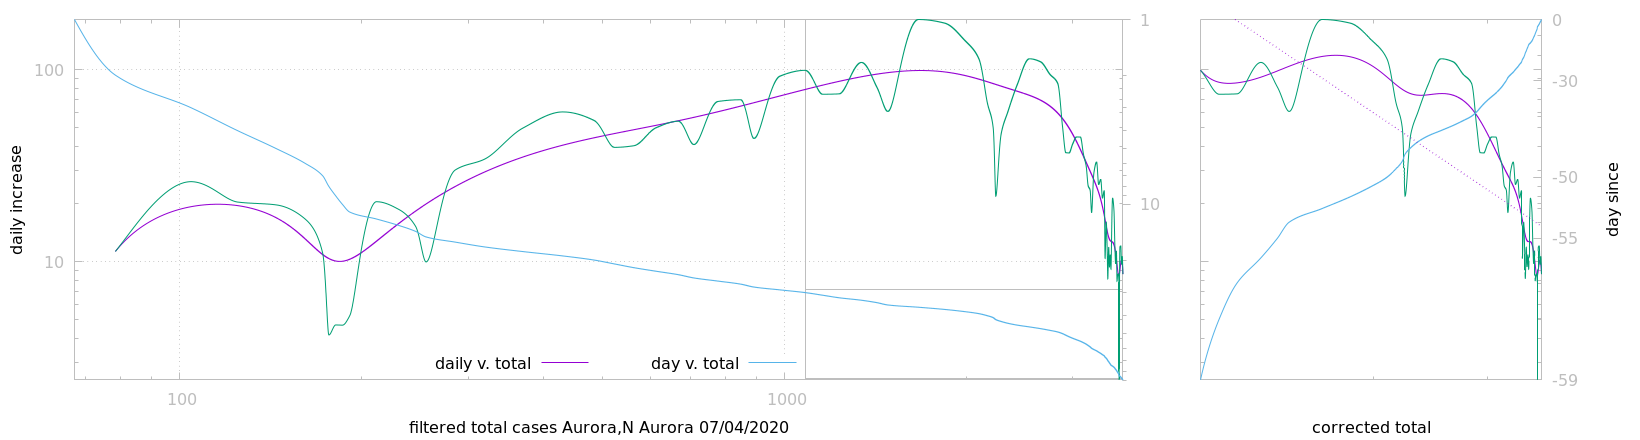 daily increase
100
10
daily v. total
day v. total
100
1000
filtered total cases Aurora,N Aurora 07/04/2020
1
10
0
-30
-50
-55
-59
day since
corrected total